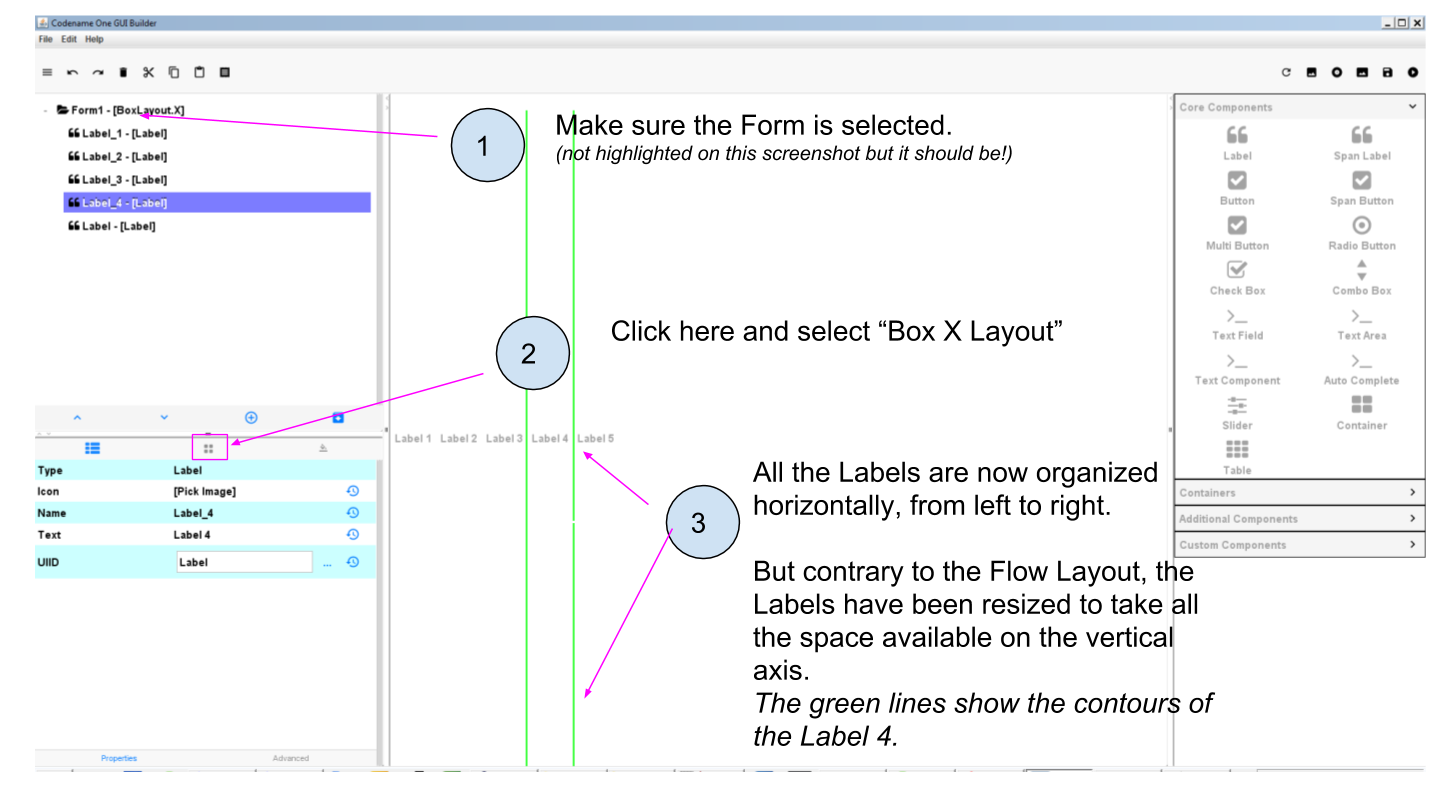 Codename One GUI Builder
File Edit Help
Form1 - [BoxLayout.X]
Label_1 - [Label]
Label_2 - [Label]
Label_3 - [Label]
Label_4 - [Label]
Label - [Label]
1
Make sure the Form is selected.
(not highlighted on this screenshot but it should be!)
2
Click here and select “Box X Layout”
Label 1 Label 2 Label 3 Label 4 Label 5
3
All the Labels are now organized
horizontally, from left to right.
But contrary to the Flow Layout, the
Labels have been resized to take all
the space available on the vertical
axis.
The green lines show the contours of
the Label 4.
Type Label
Icon [Pick Image]
Name Label_4
Text Label 4
UIID Label ...
Properties Advanced
Core Components
Label Span Label
Button Span Button
Multi Button Radio Button
Check Box Combo Box
Text Field Text Area
Text Component Auto Complete
Slider Container
Table
Containers
Additional Components
Custom Components